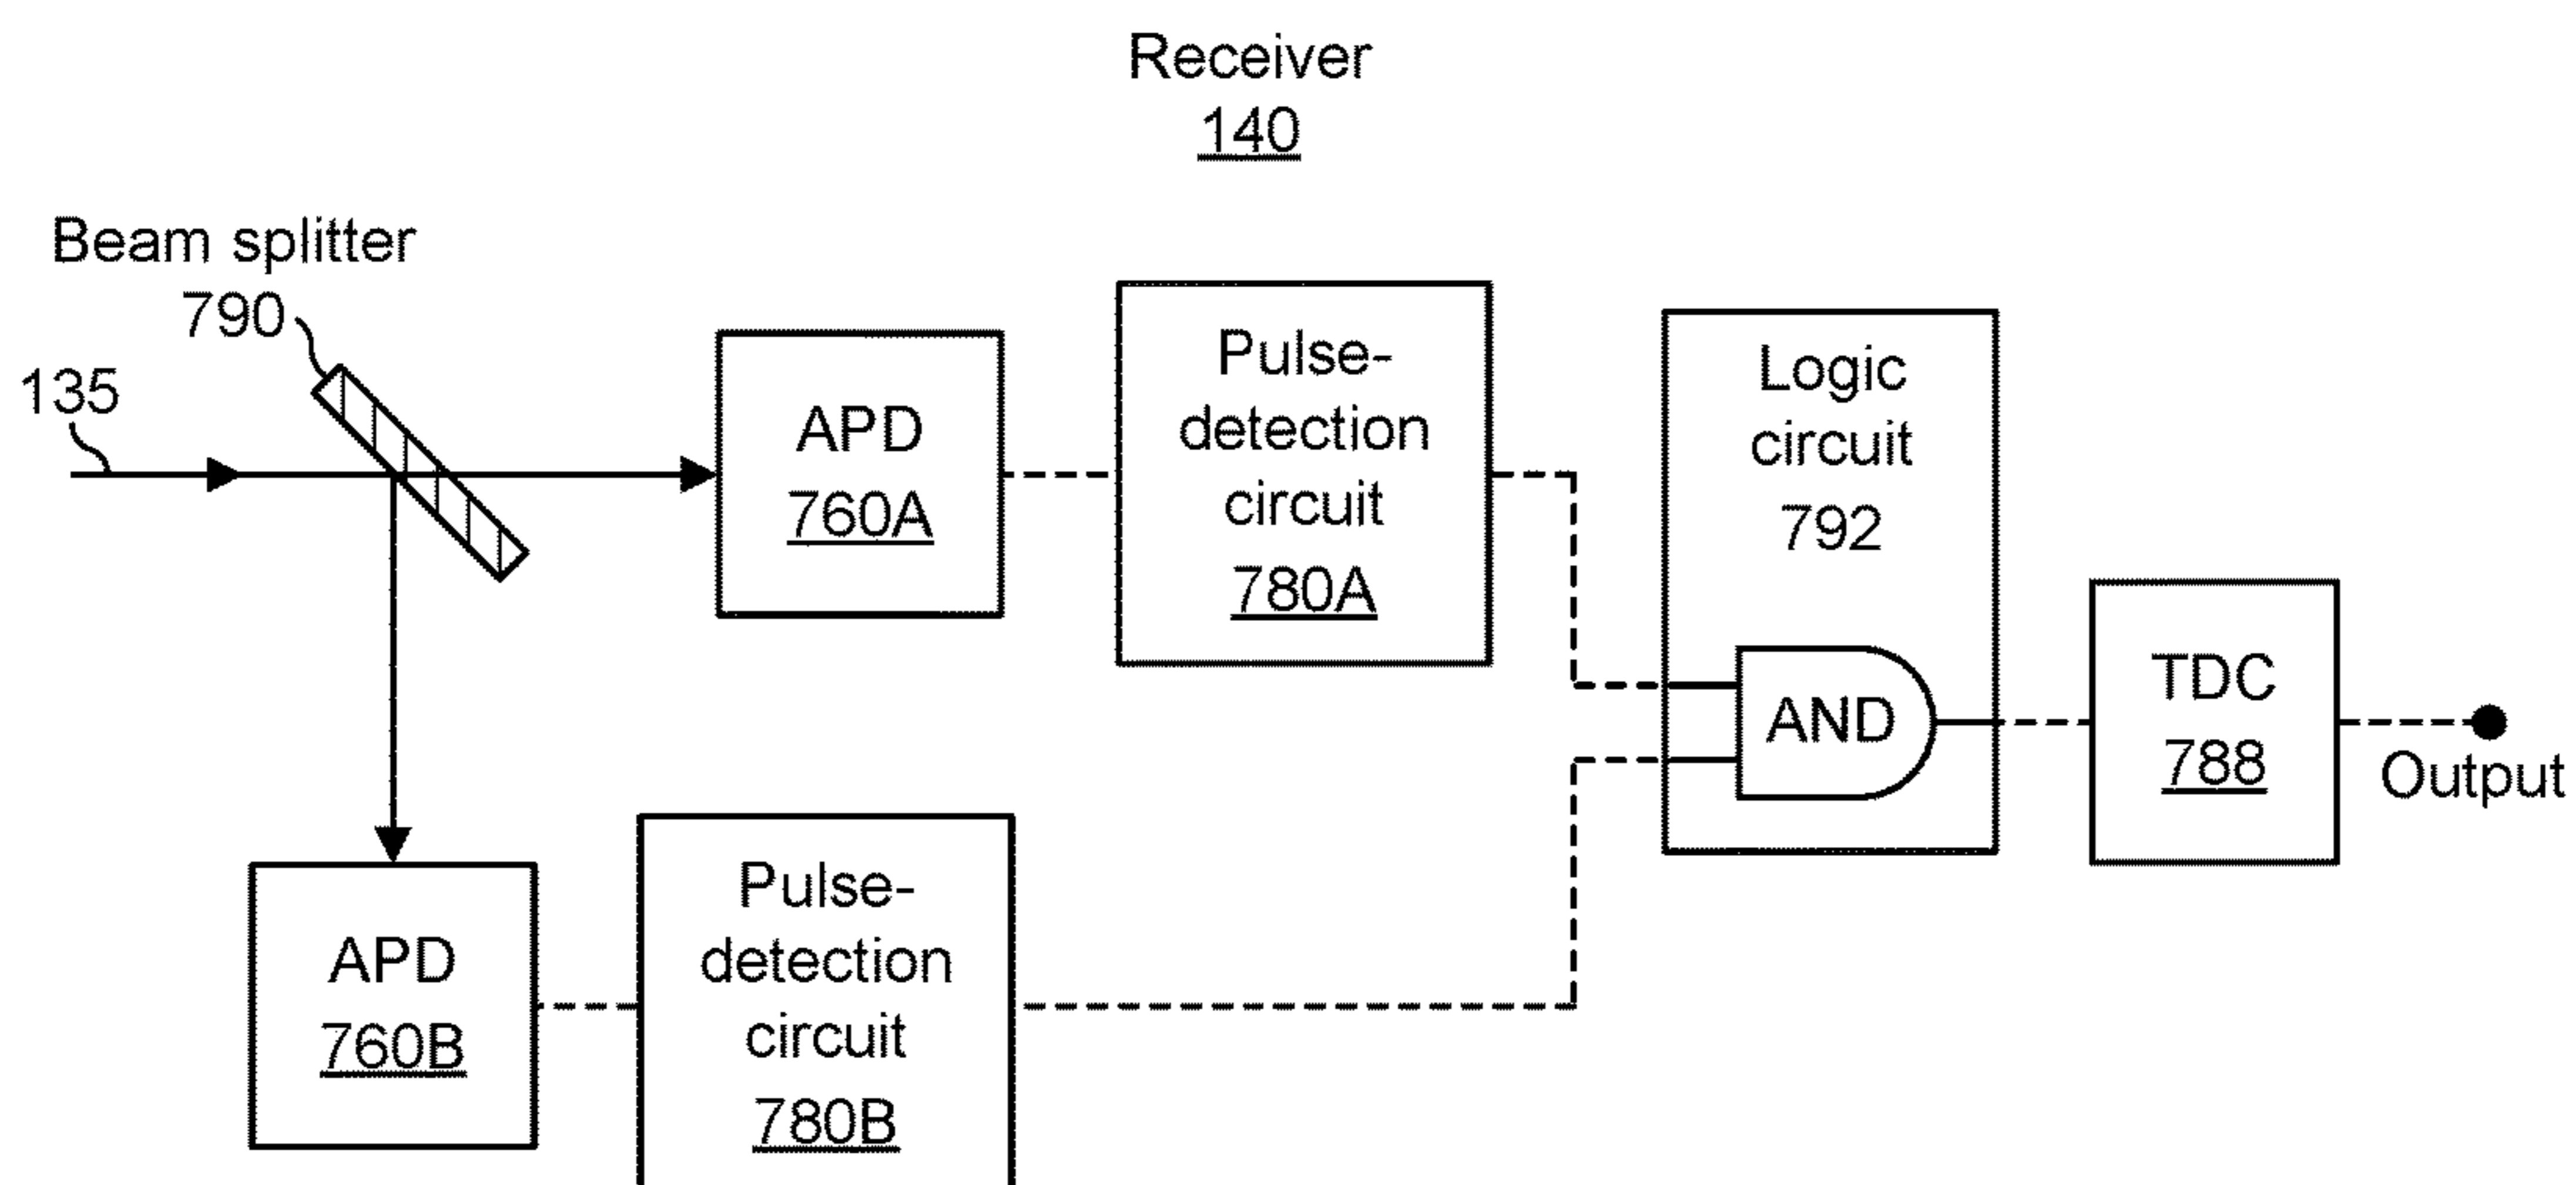 Receiver
140
Beam splitter
790
135
APD
760A
Pulse-
detection
circuit
780A
Logic
circuit
792
AND
TDC
788
Output
APD
760B
Pulse-
detection
circuit
780B